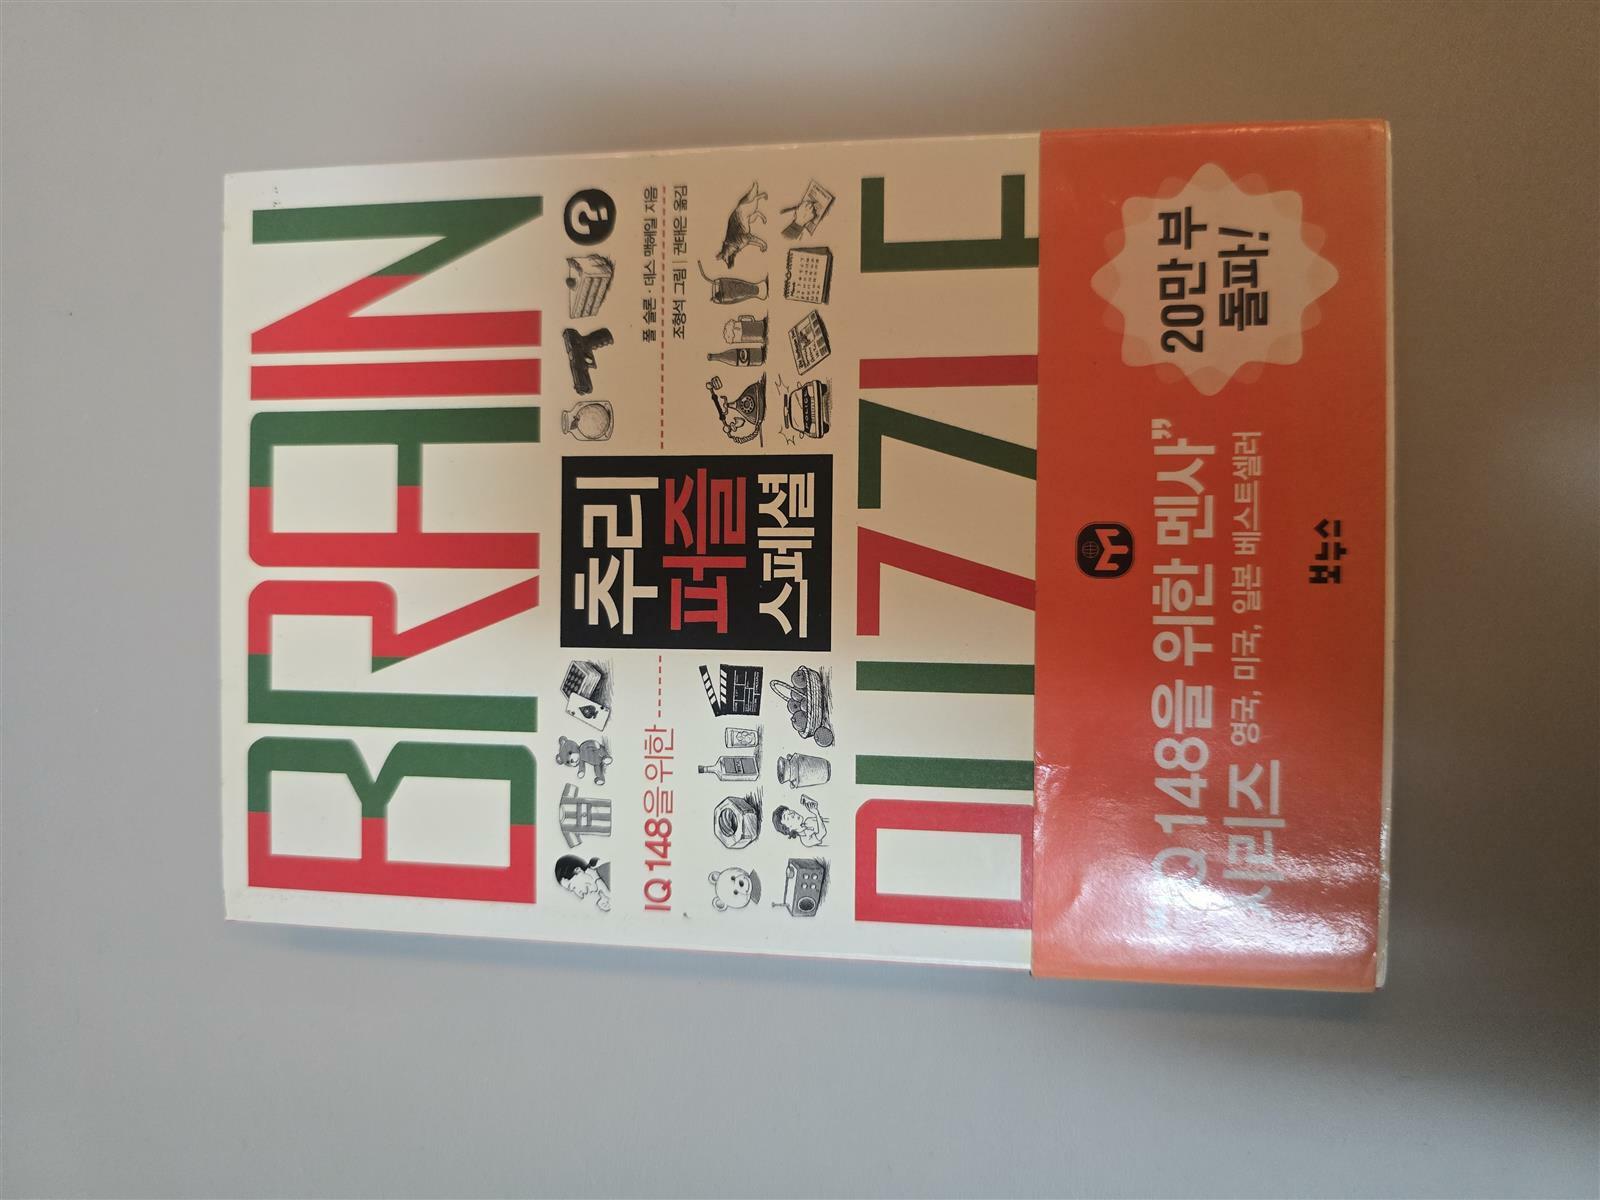 BRAIN
IQ 148을 위한
추리
퍼즐
스페셜
폴 슬론·데스 맥헤일 지음
조형석 그림 | 권태은 옮김
PUZZLE
20만 부
돌파!
"IQ 148을 위한 멘사"
시리즈 영국, 미국, 일본 베스트셀러
보누스